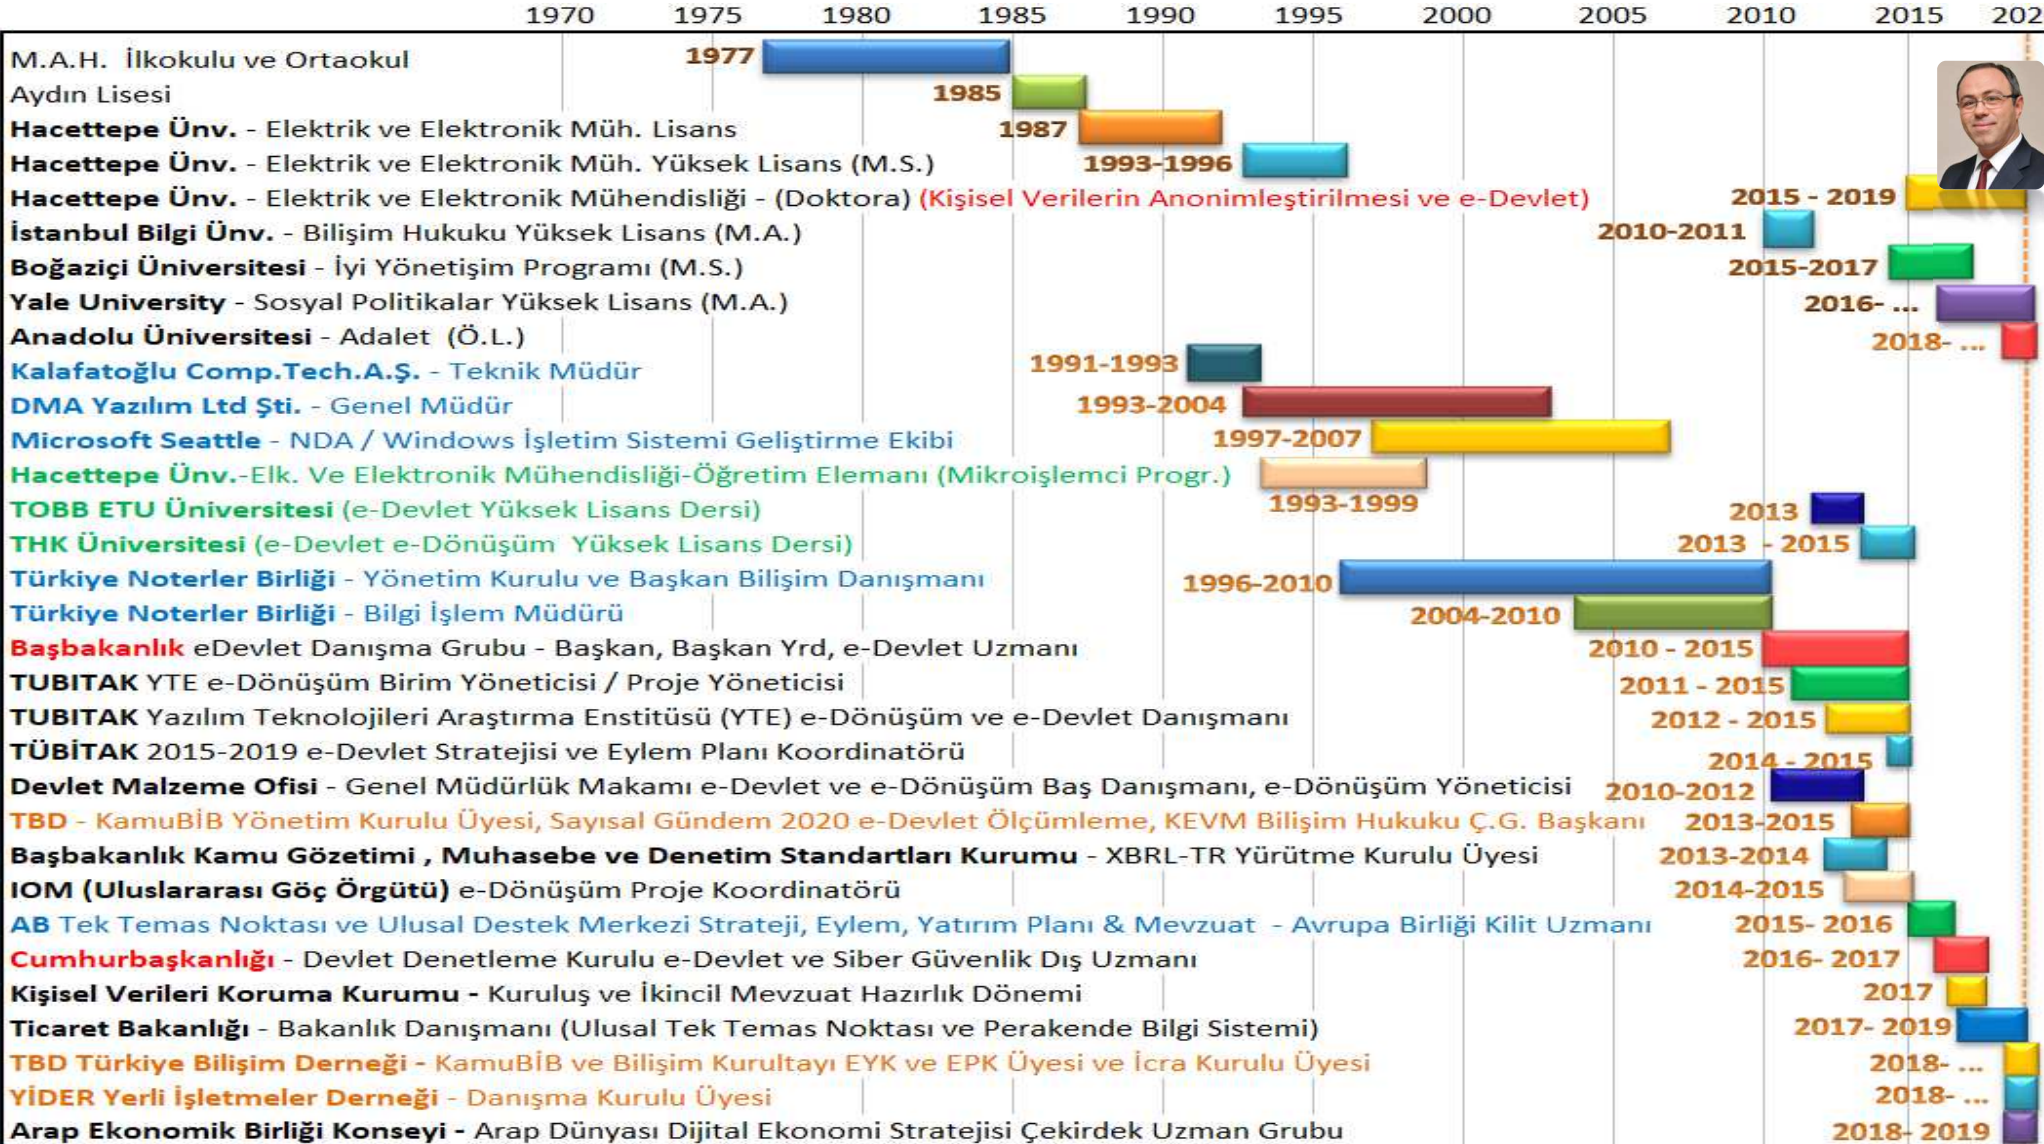 1970 1975 1980 1985 1990 1995 2000 2005 2010 2015 202
M.A.H. İlkokulu ve Ortaokul 1977
Aydın Lisesi 1985
Hacettepe Ünv. - Elektrik ve Elektronik Müh. Lisans 1987
Hacettepe Ünv. - Elektrik ve Elektronik Müh. Yüksek Lisans (M.S.) 1993-1996
Hacettepe Ünv. - Elektrik ve Elektronik Mühendisliği - (Doktora) (Kişisel Verilerin Anonimleştirilmesi ve e-Devlet) 2015 - 2019
İstanbul Bilgi Ünv. - Bilişim Hukuku Yüksek Lisans (M.A.) 2010-2011
Boğaziçi Üniversitesi - İyi Yönetişim Programı (M.S.) 2015-2017
Yale University - Sosyal Politikalar Yüksek Lisans (M.A.) 2016- ...
Anadolu Üniversitesi - Adalet (Ö.L.) 2018- ...
Kalafatoğlu Comp.Tech.A.Ş. - Teknik Müdür 1991-1993
DMA Yazılım Ltd Şti. - Genel Müdür 1993-2004
Microsoft Seattle - NDA / Windows İşletim Sistemi Geliştirme Ekibi 1997-2007
Hacettepe Ünv.-Elk. Ve Elektronik Mühendisliği-Öğretim Elemanı (Mikroişlemci Progr.) 1993-1999
TOBB ETU Üniversitesi (e-Devlet Yüksek Lisans Dersi) 2013
THK Üniversitesi (e-Devlet e-Dönüşüm Yüksek Lisans Dersi) 2013 - 2015
Türkiye Noterler Birliği - Yönetim Kurulu ve Başkan Bilişim Danışmanı 1996-2010
Türkiye Noterler Birliği - Bilgi İşlem Müdürü 2004-2010
Başbakanlık eDevlet Danışma Grubu - Başkan, Başkan Yrd, e-Devlet Uzmanı 2010 - 2015
TUBITAK YTE e-Dönüşüm Birim Yöneticisi / Proje Yöneticisi 2011 - 2015
TUBITAK Yazılım Teknolojileri Araştırma Enstitüsü (YTE) e-Dönüşüm ve e-Devlet Danışmanı 2012 - 2015
TÜBİTAK 2015-2019 e-Devlet Stratejisi ve Eylem Planı Koordinatörü 2014 - 2015
Devlet Malzeme Ofisi - Genel Müdürlük Makamı e-Devlet ve e-Dönüşüm Baş Danışmanı, e-Dönüşüm Yöneticisi 2010-2012
TBD - KamuBİB Yönetim Kurulu Üyesi, Sayısal Gündem 2020 e-Devlet Ölçümleme, KEVM Bilişim Hukuku Ç.G. Başkanı 2013-2015
Başbakanlık Kamu Gözetimi , Muhasebe ve Denetim Standartları Kurumu - XBRL-TR Yürütme Kurulu Üyesi 2013-2014
IOM (Uluslararası Göç Örgütü) e-Dönüşüm Proje Koordinatörü 2014-2015
AB Tek Temas Noktası ve Ulusal Destek Merkezi Strateji, Eylem, Yatırım Planı & Mevzuat - Avrupa Birliği Kilit Uzmanı 2015- 2016
Cumhurbaşkanlığı - Devlet Denetleme Kurulu e-Devlet ve Siber Güvenlik Dış Uzmanı 2016- 2017
Kişisel Verileri Koruma Kurumu - Kuruluş ve İkincil Mevzuat Hazırlık Dönemi 2017
Ticaret Bakanlığı - Bakanlık Danışmanı (Ulusal Tek Temas Noktası ve Perakende Bilgi Sistemi) 2017- 2019
TBD Türkiye Bilişim Derneği - KamuBİB ve Bilişim Kurultayı EYK ve EPK Üyesi ve İcra Kurulu Üyesi 2018- ...
YİDER Yerli İşletmeler Derneği - Danışma Kurulu Üyesi 2018- ...
Arap Ekonomik Birliği Konseyi - Arap Dünyası Dijital Ekonomi Stratejisi Çekirdek Uzman Grubu 2018- 2019